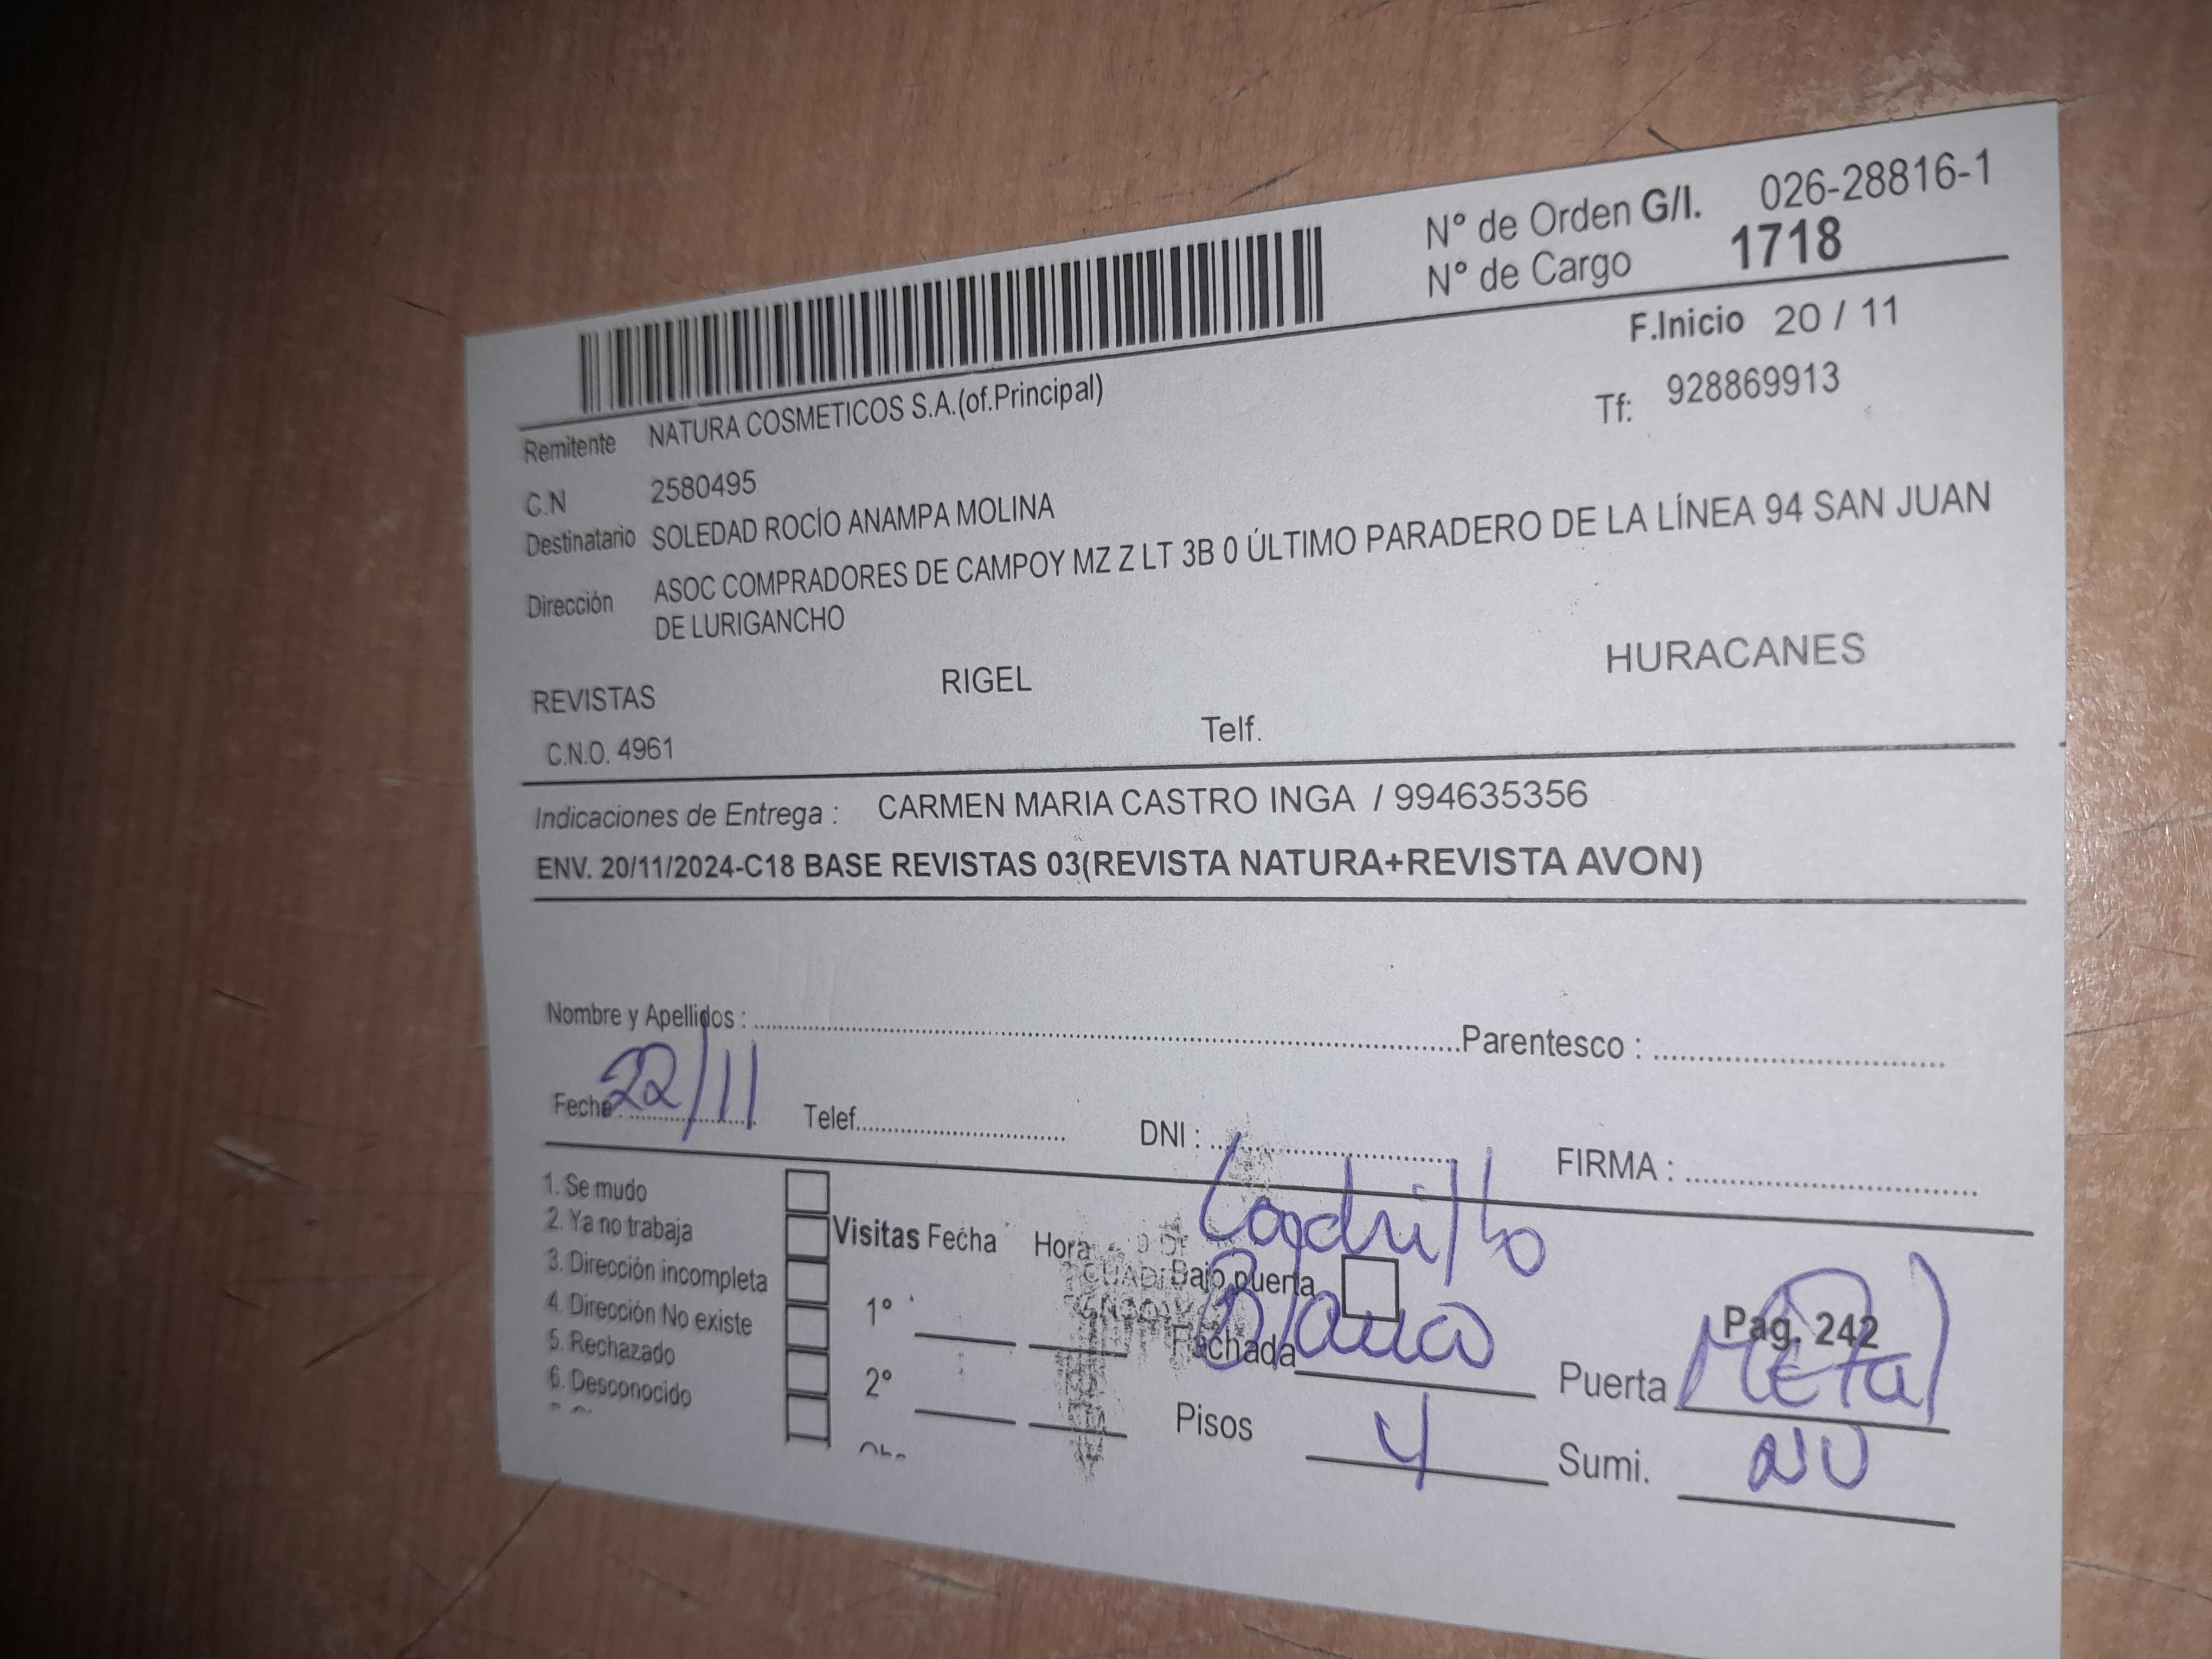 N° de Orden G/I. 026-28816-1
N° de Cargo 1718
F.Inicio 20 / 11
Remitente NATURA COSMETICOS S.A.(of.Principal)
Tf: 928869913
C.N 2580495
Destinatario SOLEDAD ROCÍO ANAMPA MOLINA
Dirección ASOC COMPRADORES DE CAMPOY MZ Z LT 3B 0 ÚLTIMO PARADERO DE LA LÍNEA 94 SAN JUAN
DE LURIGANCHO
REVISTAS RIGEL HURACANES
C.N.O. 4961 Telf.
Indicaciones de Entrega : CARMEN MARIA CASTRO INGA / 994635356
ENV. 20/11/2024-C18 BASE REVISTAS 03(REVISTA NATURA+REVISTA AVON)
Nombre y Apellidos : Parentesco :
Fecha : 22/11 Telef. DNI : FIRMA :
1. Se mudo
2. Ya no trabaja
3. Dirección incompleta
4. Dirección No existe
5. Rechazado
6. Desconocido
Visitas Fecha Hora
1°
2°
Ladrillo
Bajo puerta
Blanco
Fachada
Pag. 242
Puerta Metal
Pisos 4 Sumi. NO